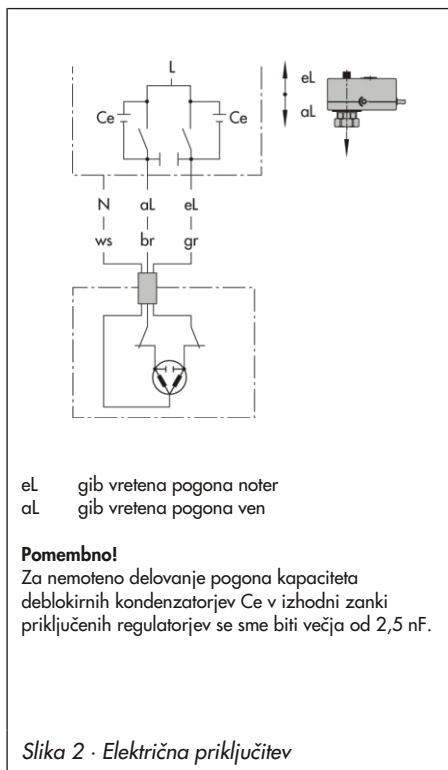 L
eL
aL
Ce
Ce
N aL eL
ws br gr
eL gib vretena pogona noter
aL gib vretena pogona ven
Pomembno!
Za nemoteno delovanje pogona kapaciteta
deblokirnih kondenzatorjev Ce v izhodni zanki
priključenih regulatorjev se sme biti večja od 2,5 nF.
Slika 2 · Električna priključitev